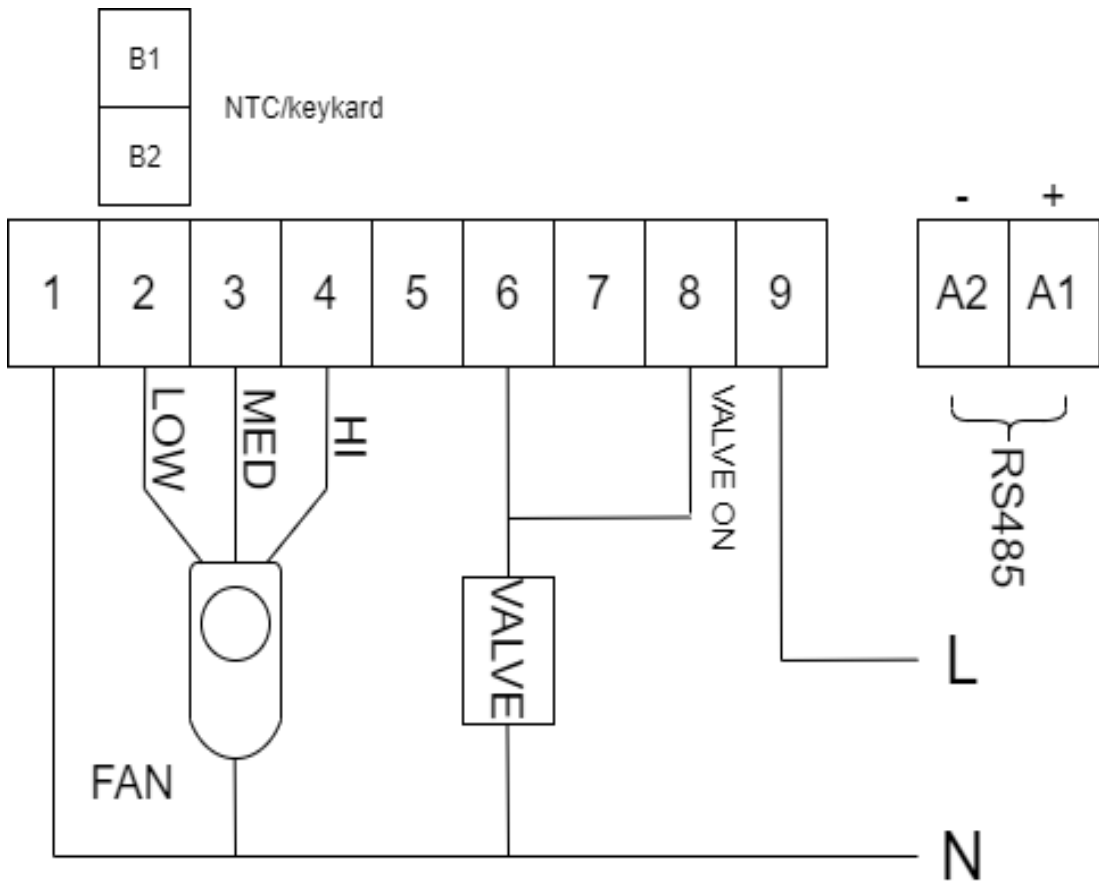 B1
NTC/keykard
B2
- +
1 2 3 4 5 6 7 8 9 A2 A1
LOW
MED
HI
VALVE ON
RS485
VALVE
L
FAN
N